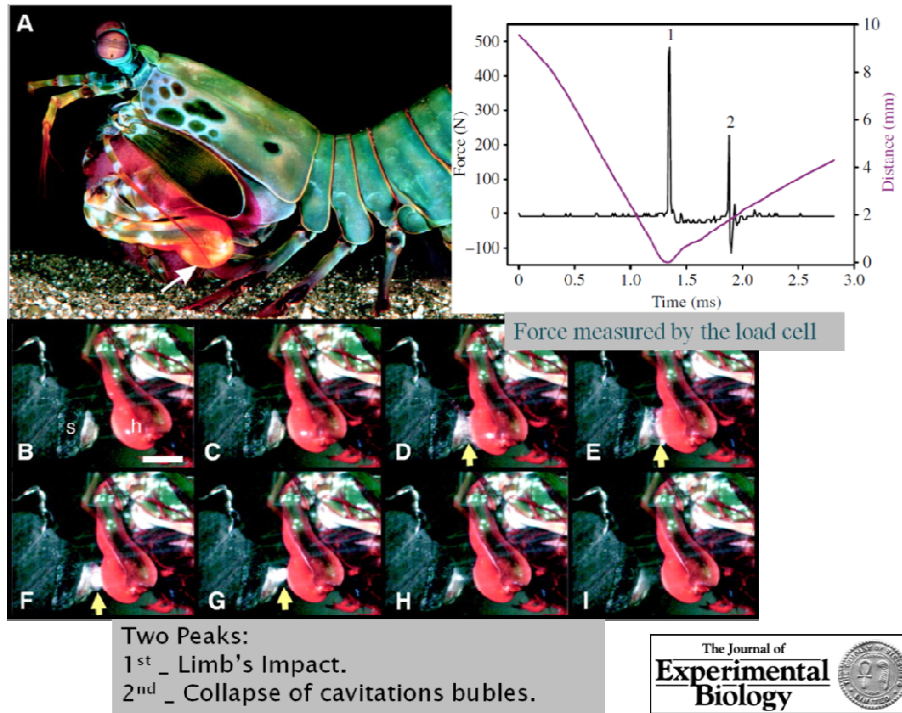 A
500
400
300
200
100
0
−100
Force (N)
1
2
10
8
6
4
2
0
Distance (mm)
0
0.5
1.0
1.5
2.0
2.5
3.0
Time (ms)
Force measured by the load cell
s
h
B
C
D
E
F
G
H
I
Two Peaks:
1st _ Limb's Impact.
2nd _ Collapse of cavitations bubles.
The Journal of
Experimental
Biology